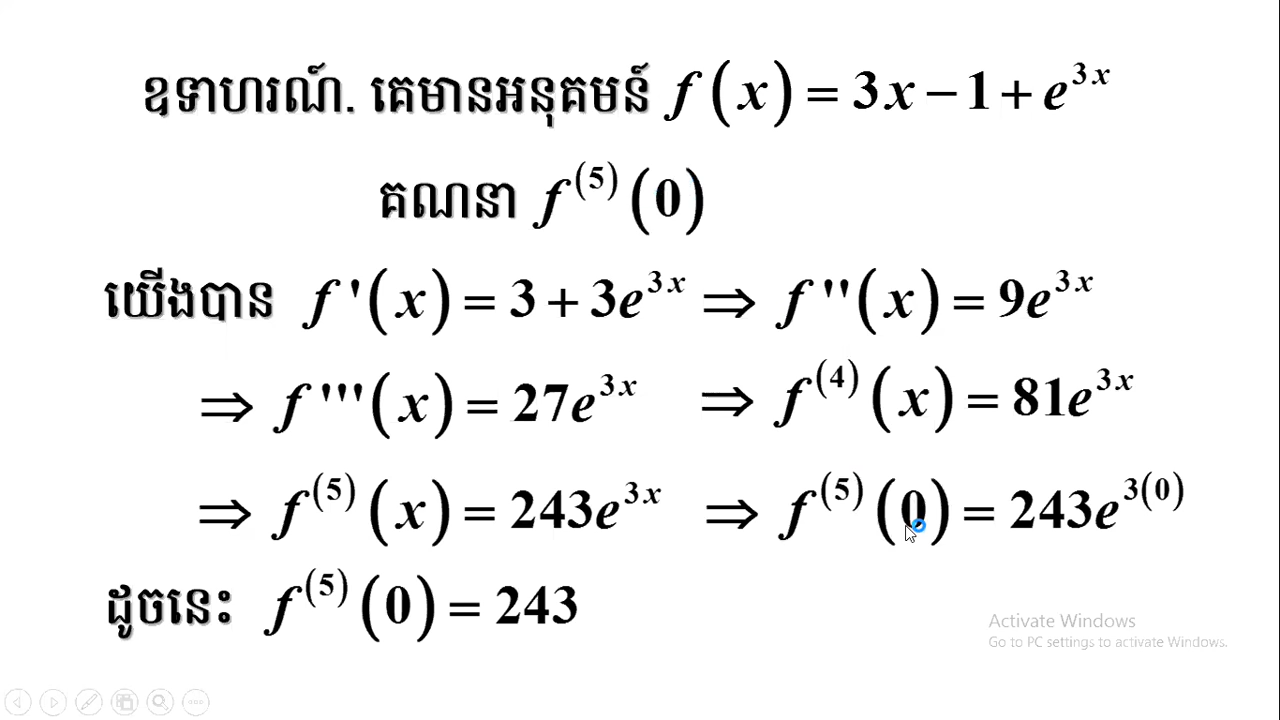 ឧទាហរណ៍. គេមានអនុគមន៍ f(x) = 3x − 1 + e^{3x}
គណនា f^{(5)}(0)
យើងបាន f'(x) = 3 + 3e^{3x} ⇒ f''(x) = 9e^{3x}
⇒ f'''(x) = 27e^{3x} ⇒ f^{(4)}(x) = 81e^{3x}
⇒ f^{(5)}(x) = 243e^{3x} ⇒ f^{(5)}(0) = 243e^{3(0)}
ដូចនេះ f^{(5)}(0) = 243
Activate Windows
Go to PC settings to activate Windows.